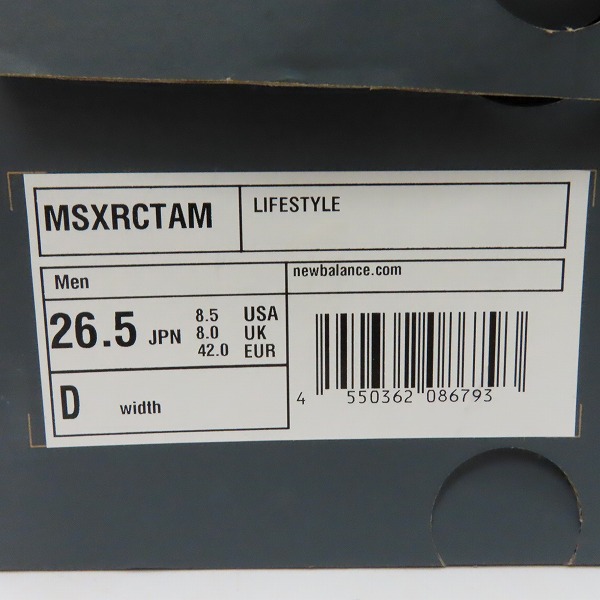 MSXRCTAM
LIFESTYLE
Men
newbalance.com
26.5 JPN
8.5 USA
8.0 UK
42.0 EUR
D width
4 550362 086793